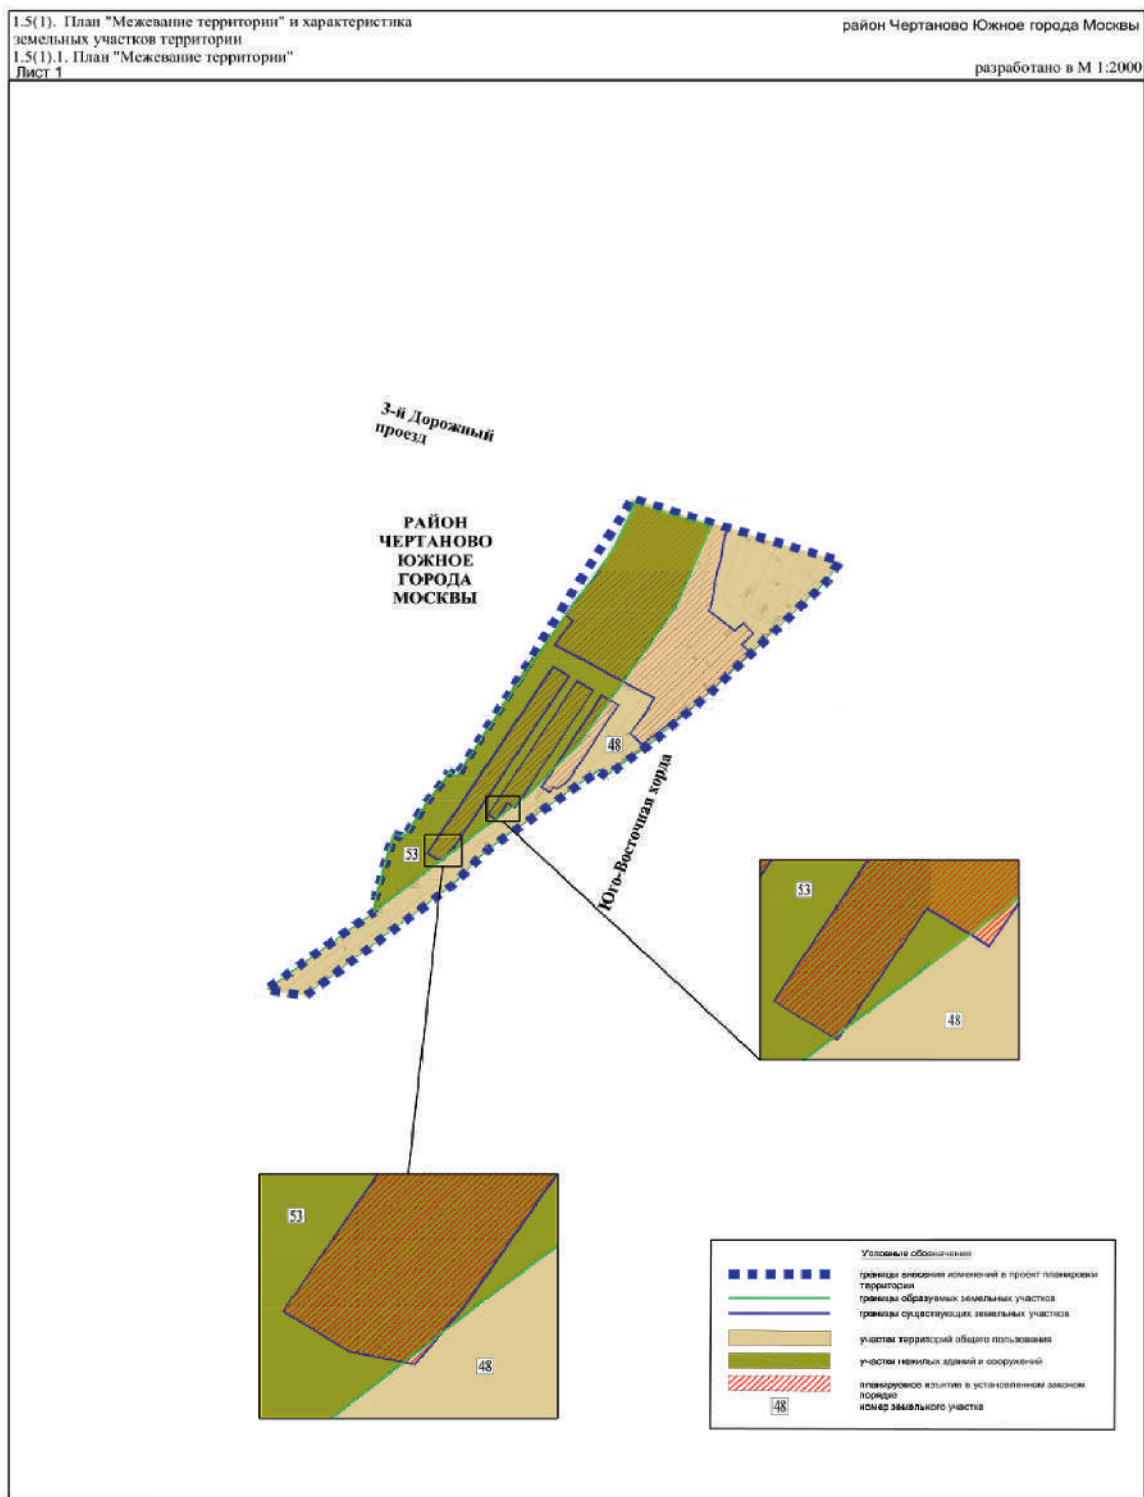 1.5(1). План "Межевание территории" и характеристика
земельных участков территории
1.5(1).1. План "Межевание территории"
Лист 1
район Чертаново Южное города Москвы
разработано в М 1:2000
3-й Дорожный
проезд
РАЙОН
ЧЕРТАНОВО
ЮЖНОЕ
ГОРОДА
МОСКВЫ
48
53
Юго-Восточная хорда
53
48
53
48
Условные обозначения
границы внесения изменений в проект планировки
территории
границы образуемых земельных участков
границы существующих земельных участков
участки территорий общего пользования
участки нежилых зданий и сооружений
планируемое изъятие в установленном законом
порядке
48
номер земельного участка